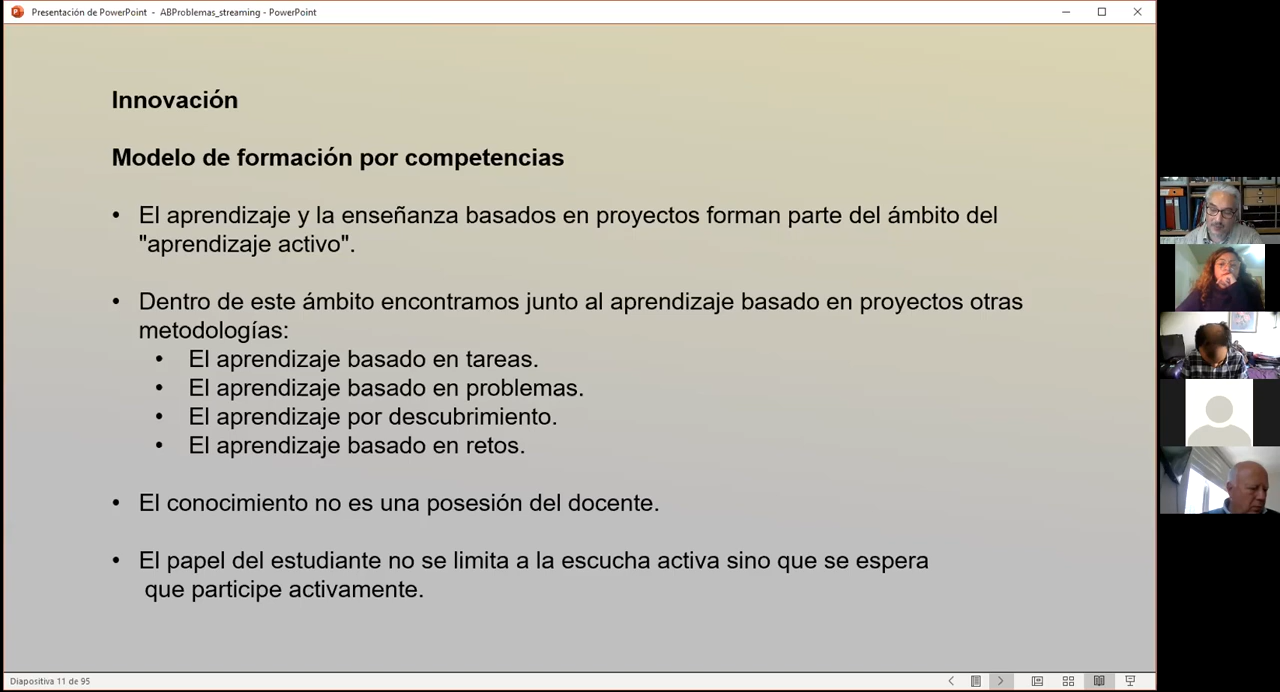 Presentación de PowerPoint - ABProblemas_streaming - PowerPoint
Innovación
Modelo de formación por competencias
• El aprendizaje y la enseñanza basados en proyectos forman parte del ámbito del
"aprendizaje activo".
• Dentro de este ámbito encontramos junto al aprendizaje basado en proyectos otras
metodologías:
• El aprendizaje basado en tareas.
• El aprendizaje basado en problemas.
• El aprendizaje por descubrimiento.
• El aprendizaje basado en retos.
• El conocimiento no es una posesión del docente.
• El papel del estudiante no se limita a la escucha activa sino que se espera
que participe activamente.
Diapositiva 11 de 95